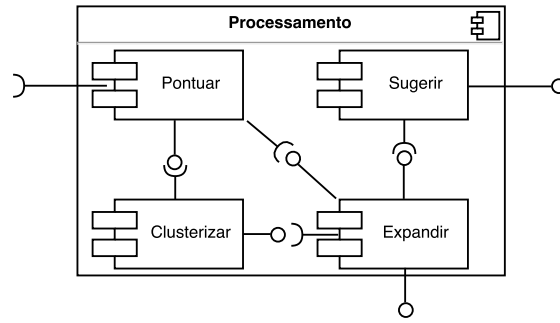 Processamento
Pontuar
Sugerir
Clusterizar
Expandir